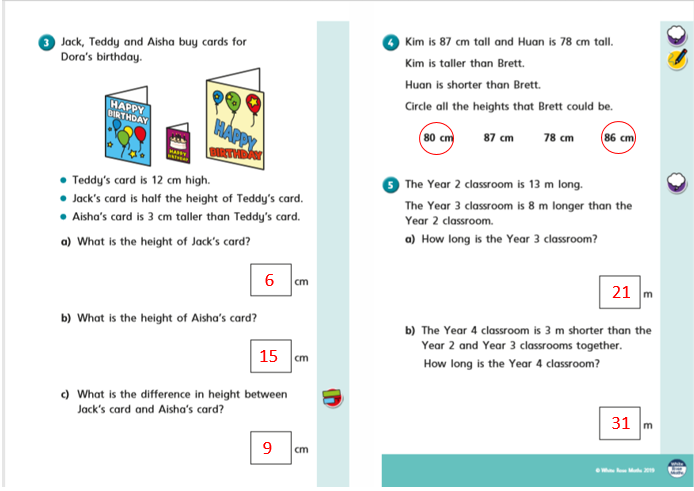 3 Jack, Teddy and Aisha buy cards for
Dora's birthday.
HAPPY
BIRTHDAY
HAPPY
BIRTHDAY
HAPPY
BIRTHDAY
• Teddy's card is 12 cm high.
• Jack's card is half the height of Teddy's card.
• Aisha's card is 3 cm taller than Teddy's card.
a) What is the height of Jack's card?
6 cm
b) What is the height of Aisha's card?
15 cm
c) What is the difference in height between
Jack's card and Aisha's card?
9 cm
4 Kim is 87 cm tall and Huan is 78 cm tall.
Kim is taller than Brett.
Huan is shorter than Brett.
Circle all the heights that Brett could be.
80 cm 87 cm 78 cm 86 cm
5 The Year 2 classroom is 13 m long.
The Year 3 classroom is 8 m longer than the
Year 2 classroom.
a) How long is the Year 3 classroom?
21 m
b) The Year 4 classroom is 3 m shorter than the
Year 2 and Year 3 classrooms together.
How long is the Year 4 classroom?
31 m
© White Rose Maths 2019
White
Rose
Maths